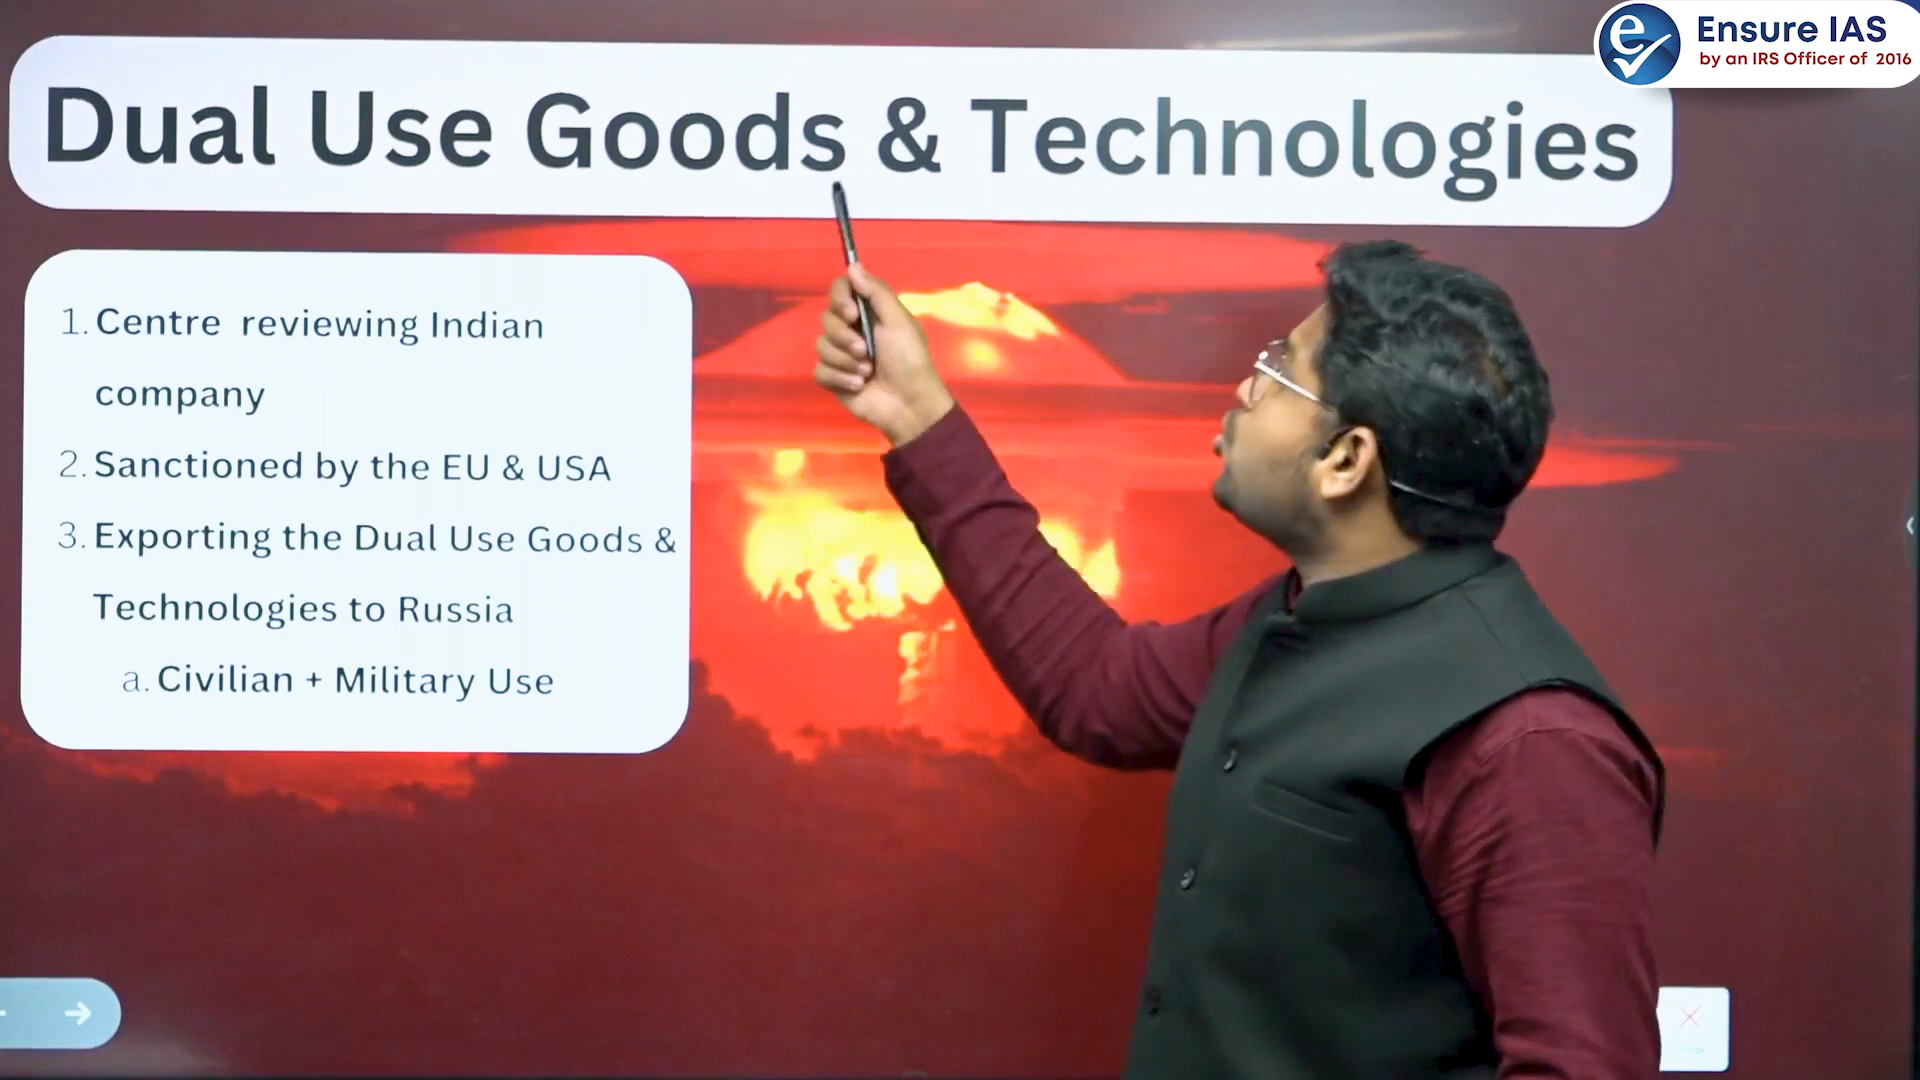 Ensure IAS
by an IRS Officer of 2016
Dual Use Goods & Technologies
1. Centre reviewing Indian
company
2. Sanctioned by the EU & USA
3. Exporting the Dual Use Goods &
Technologies to Russia
a. Civilian + Military Use